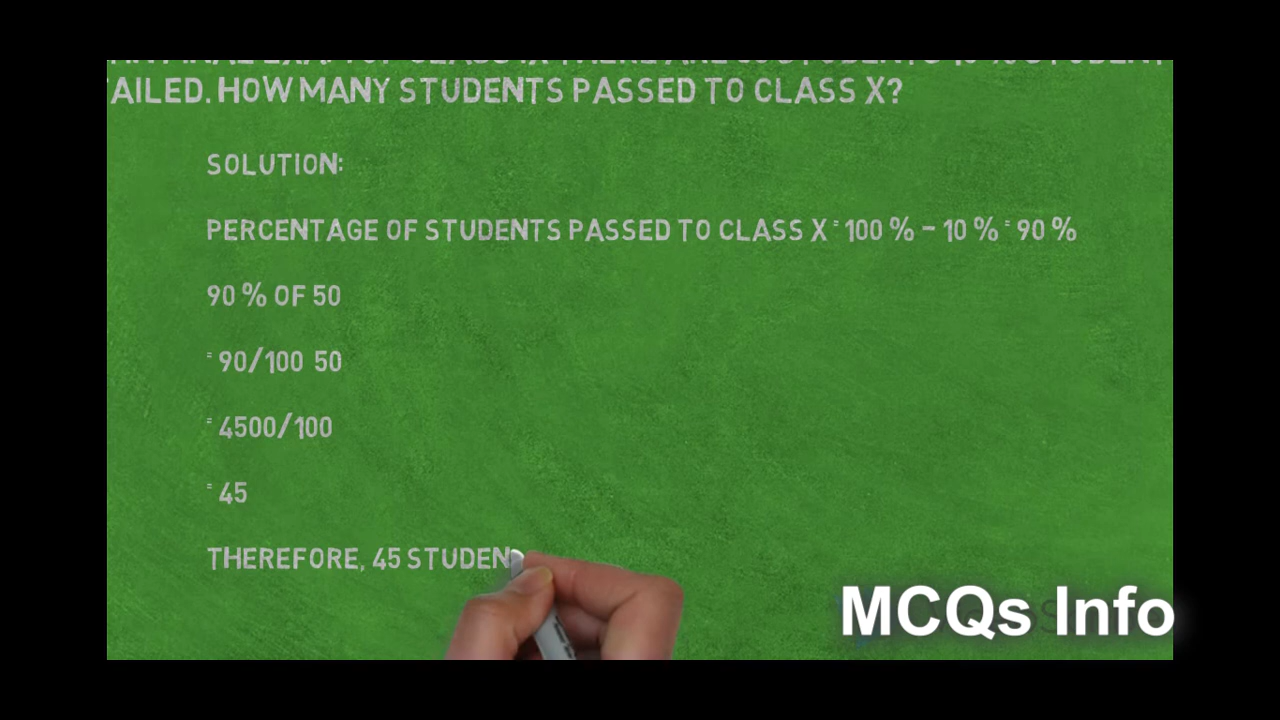 AILED. HOW MANY STUDENTS PASSED TO CLASS X?
SOLUTION:
PERCENTAGE OF STUDENTS PASSED TO CLASS X = 100 % – 10 % = 90 %
90 % OF 50
= 90/100 50
= 4500/100
= 45
THEREFORE, 45 STUDEN
MCQs Info